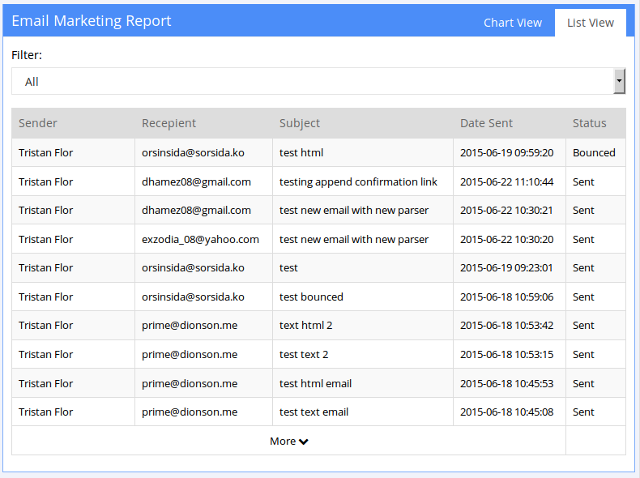 Email Marketing Report Chart View List View
Filter:
All
Sender Recepient Subject Date Sent Status
Tristan Flor orsinsida@sorsida.ko test html 2015-06-19 09:59:20 Bounced
Tristan Flor dhamez08@gmail.com testing append confirmation link 2015-06-22 11:10:44 Sent
Tristan Flor dhamez08@gmail.com test new email with new parser 2015-06-22 10:30:21 Sent
Tristan Flor exzodia_08@yahoo.com test new email with new parser 2015-06-22 10:30:20 Sent
Tristan Flor orsinsida@sorsida.ko test 2015-06-19 09:23:01 Sent
Tristan Flor orsinsida@sorsida.ko test bounced 2015-06-18 10:59:06 Sent
Tristan Flor prime@dionson.me text html 2 2015-06-18 10:53:42 Sent
Tristan Flor prime@dionson.me test text 2 2015-06-18 10:53:15 Sent
Tristan Flor prime@dionson.me test html email 2015-06-18 10:45:53 Sent
Tristan Flor prime@dionson.me test text email 2015-06-18 10:45:08 Sent
More